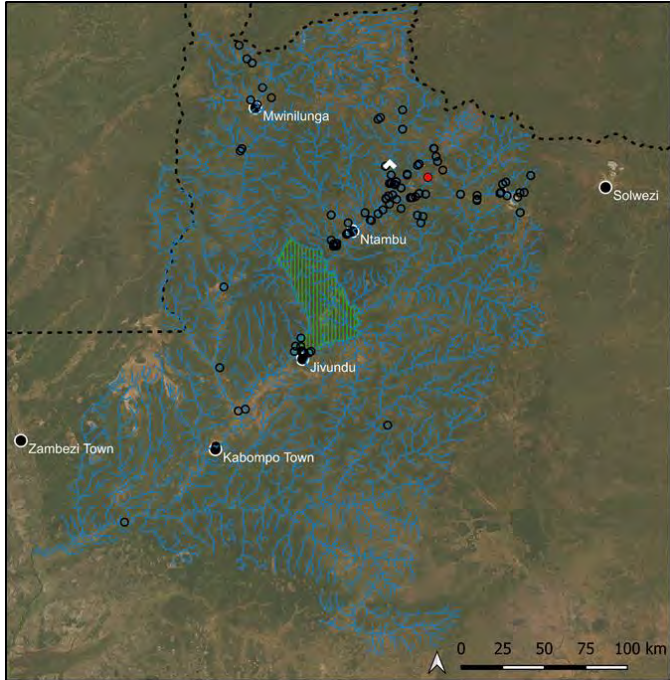 Mwinilunga
Solwezi
Ntambu
Jivundu
Zambezi Town
Kabompo Town
0 25 50 75 100 km